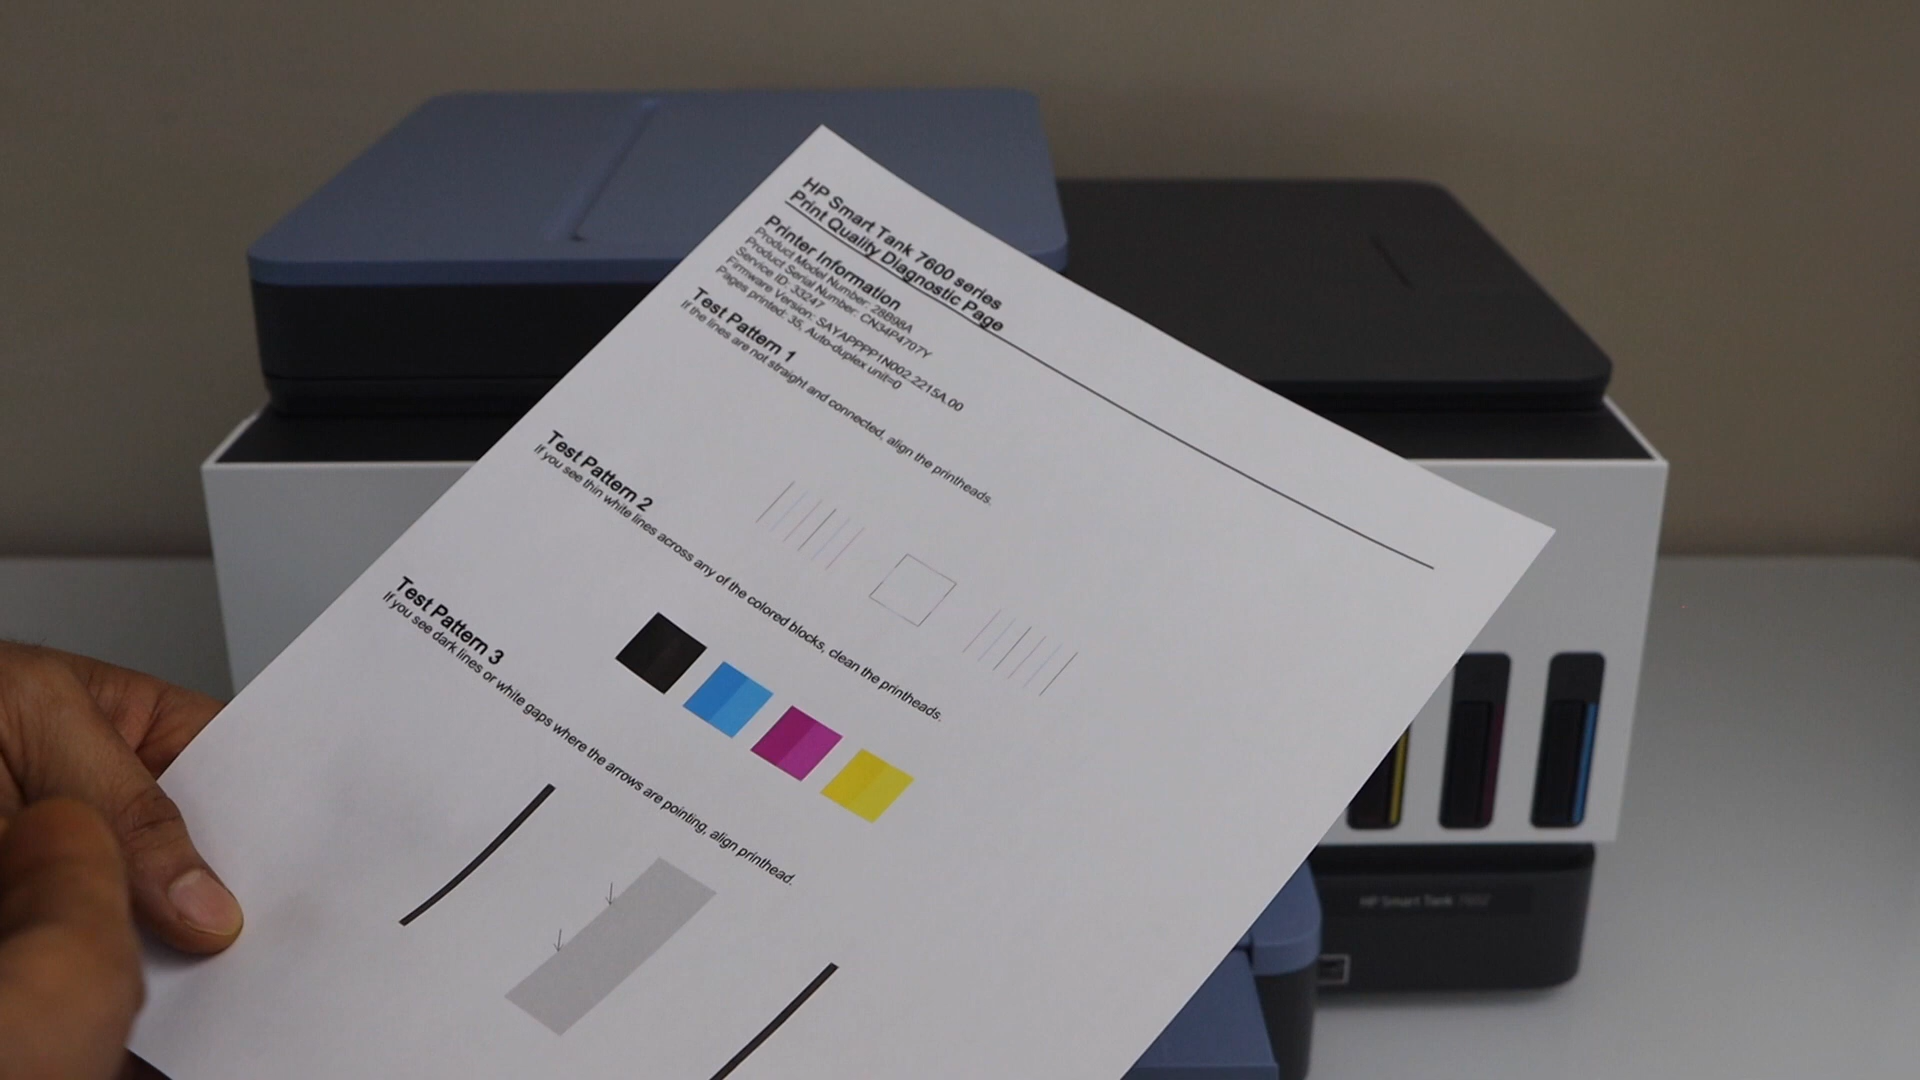 HP Smart Tank 7600 series
Print Quality Diagnostic Page
Printer Information
Product Model Number: 28B98A
Product Serial Number: CN34P4707Y
Service ID: 33247
Firmware Version: SAYAPPPP1N002.2215A.00
Pages printed: 35, Auto-duplex unit=0
Test Pattern 1
If the lines are not straight and connected, align the printheads.
Test Pattern 2
If you see thin white lines across any of the colored blocks, clean the printheads.
Test Pattern 3
If you see dark lines or white gaps where the arrows are pointing, align printhead.
HP Smart Tank 7602